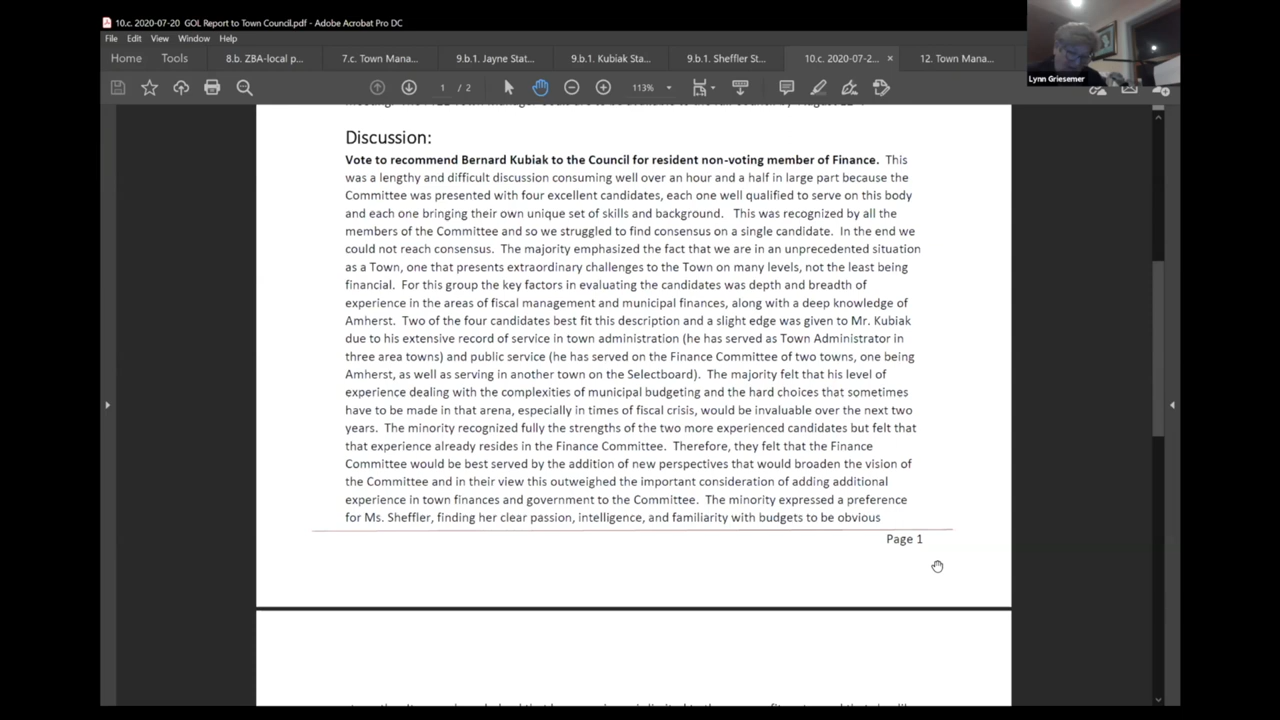 10.c. 2020-07-20 GOL Report to Town Council.pdf - Adobe Acrobat Pro DC
File Edit View Window Help
Home Tools 8.b. ZBA-local p... 7.c. Town Mana... 9.b.1. Jayne Stat... 9.b.1. Kubiak Sta... 9.b.1. Sheffler St... 10.c. 2020-07-2... × 12. Town Mana...
Lynn Griesemer
1 / 2 113%
Discussion:
Vote to recommend Bernard Kubiak to the Council for resident non-voting member of Finance. This
was a lengthy and difficult discussion consuming well over an hour and a half in large part because the
Committee was presented with four excellent candidates, each one well qualified to serve on this body
and each one bringing their own unique set of skills and background. This was recognized by all the
members of the Committee and so we struggled to find consensus on a single candidate. In the end we
could not reach consensus. The majority emphasized the fact that we are in an unprecedented situation
as a Town, one that presents extraordinary challenges to the Town on many levels, not the least being
financial. For this group the key factors in evaluating the candidates was depth and breadth of
experience in the areas of fiscal management and municipal finances, along with a deep knowledge of
Amherst. Two of the four candidates best fit this description and a slight edge was given to Mr. Kubiak
due to his extensive record of service in town administration (he has served as Town Administrator in
three area towns) and public service (he has served on the Finance Committee of two towns, one being
Amherst, as well as serving in another town on the Selectboard). The majority felt that his level of
experience dealing with the complexities of municipal budgeting and the hard choices that sometimes
have to be made in that arena, especially in times of fiscal crisis, would be invaluable over the next two
years. The minority recognized fully the strengths of the two more experienced candidates but felt that
that experience already resides in the Finance Committee. Therefore, they felt that the Finance
Committee would be best served by the addition of new perspectives that would broaden the vision of
the Committee and in their view this outweighed the important consideration of adding additional
experience in town finances and government to the Committee. The minority expressed a preference
for Ms. Sheffler, finding her clear passion, intelligence, and familiarity with budgets to be obvious
Page 1